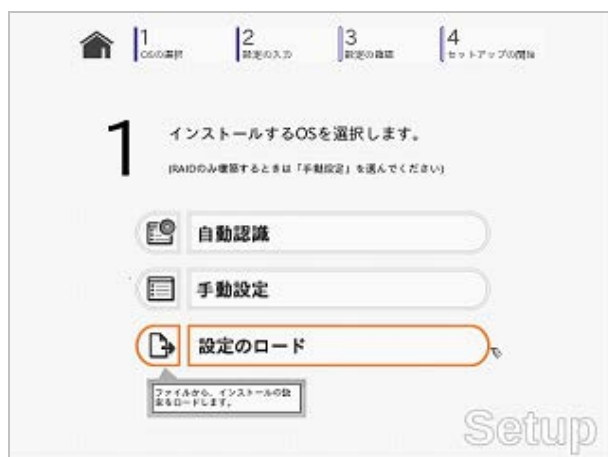 1 2 3 4
OSの選択 設定の入力 設定の確認 セットアップの開始
1 インストールするOSを選択します。
(RAIDのみ構築するときは「手動設定」を選んでください)
自動認識
手動設定
設定のロード
ファイルから、インストールの設
定をロードします。
Setup